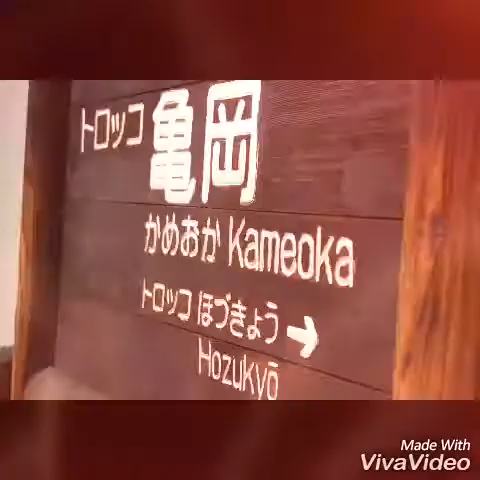 トロッコ 亀岡
かめおか Kameoka
トロッコ ほづきょう →
Hozukyō
Made With
VivaVideo